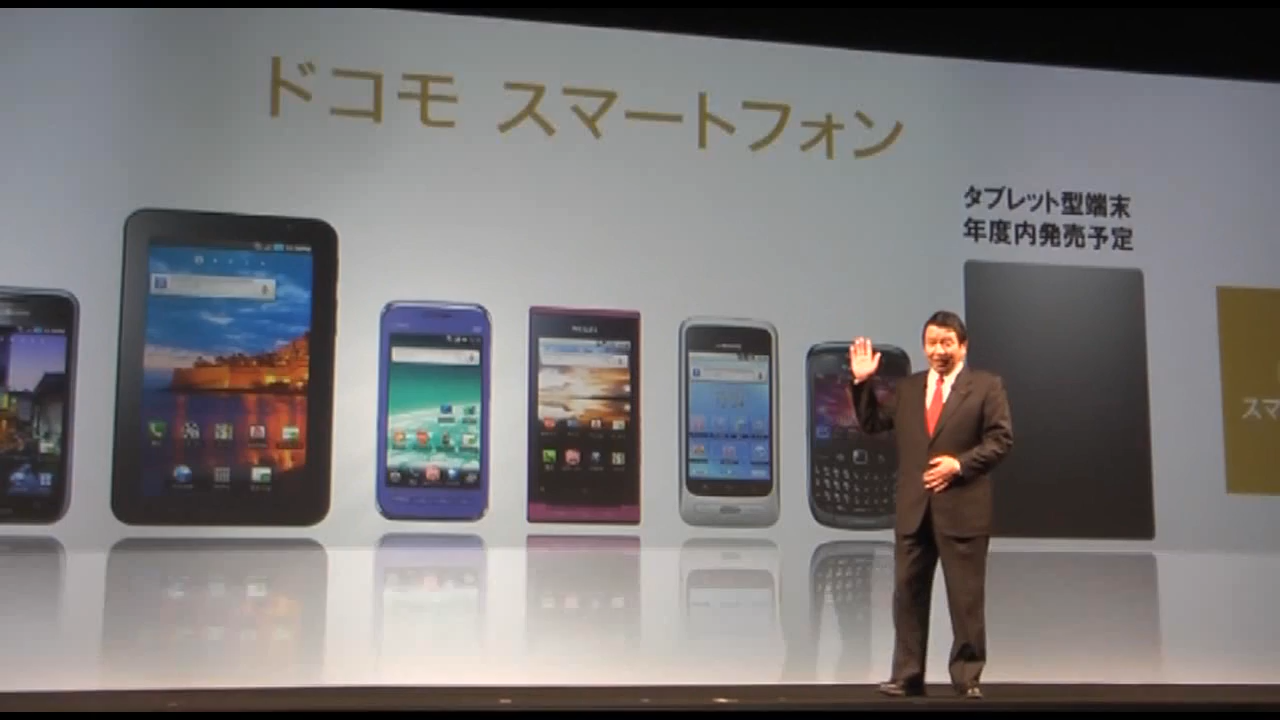 ドコモ スマートフォン
タブレット型端末
年度内発売予定
スマ